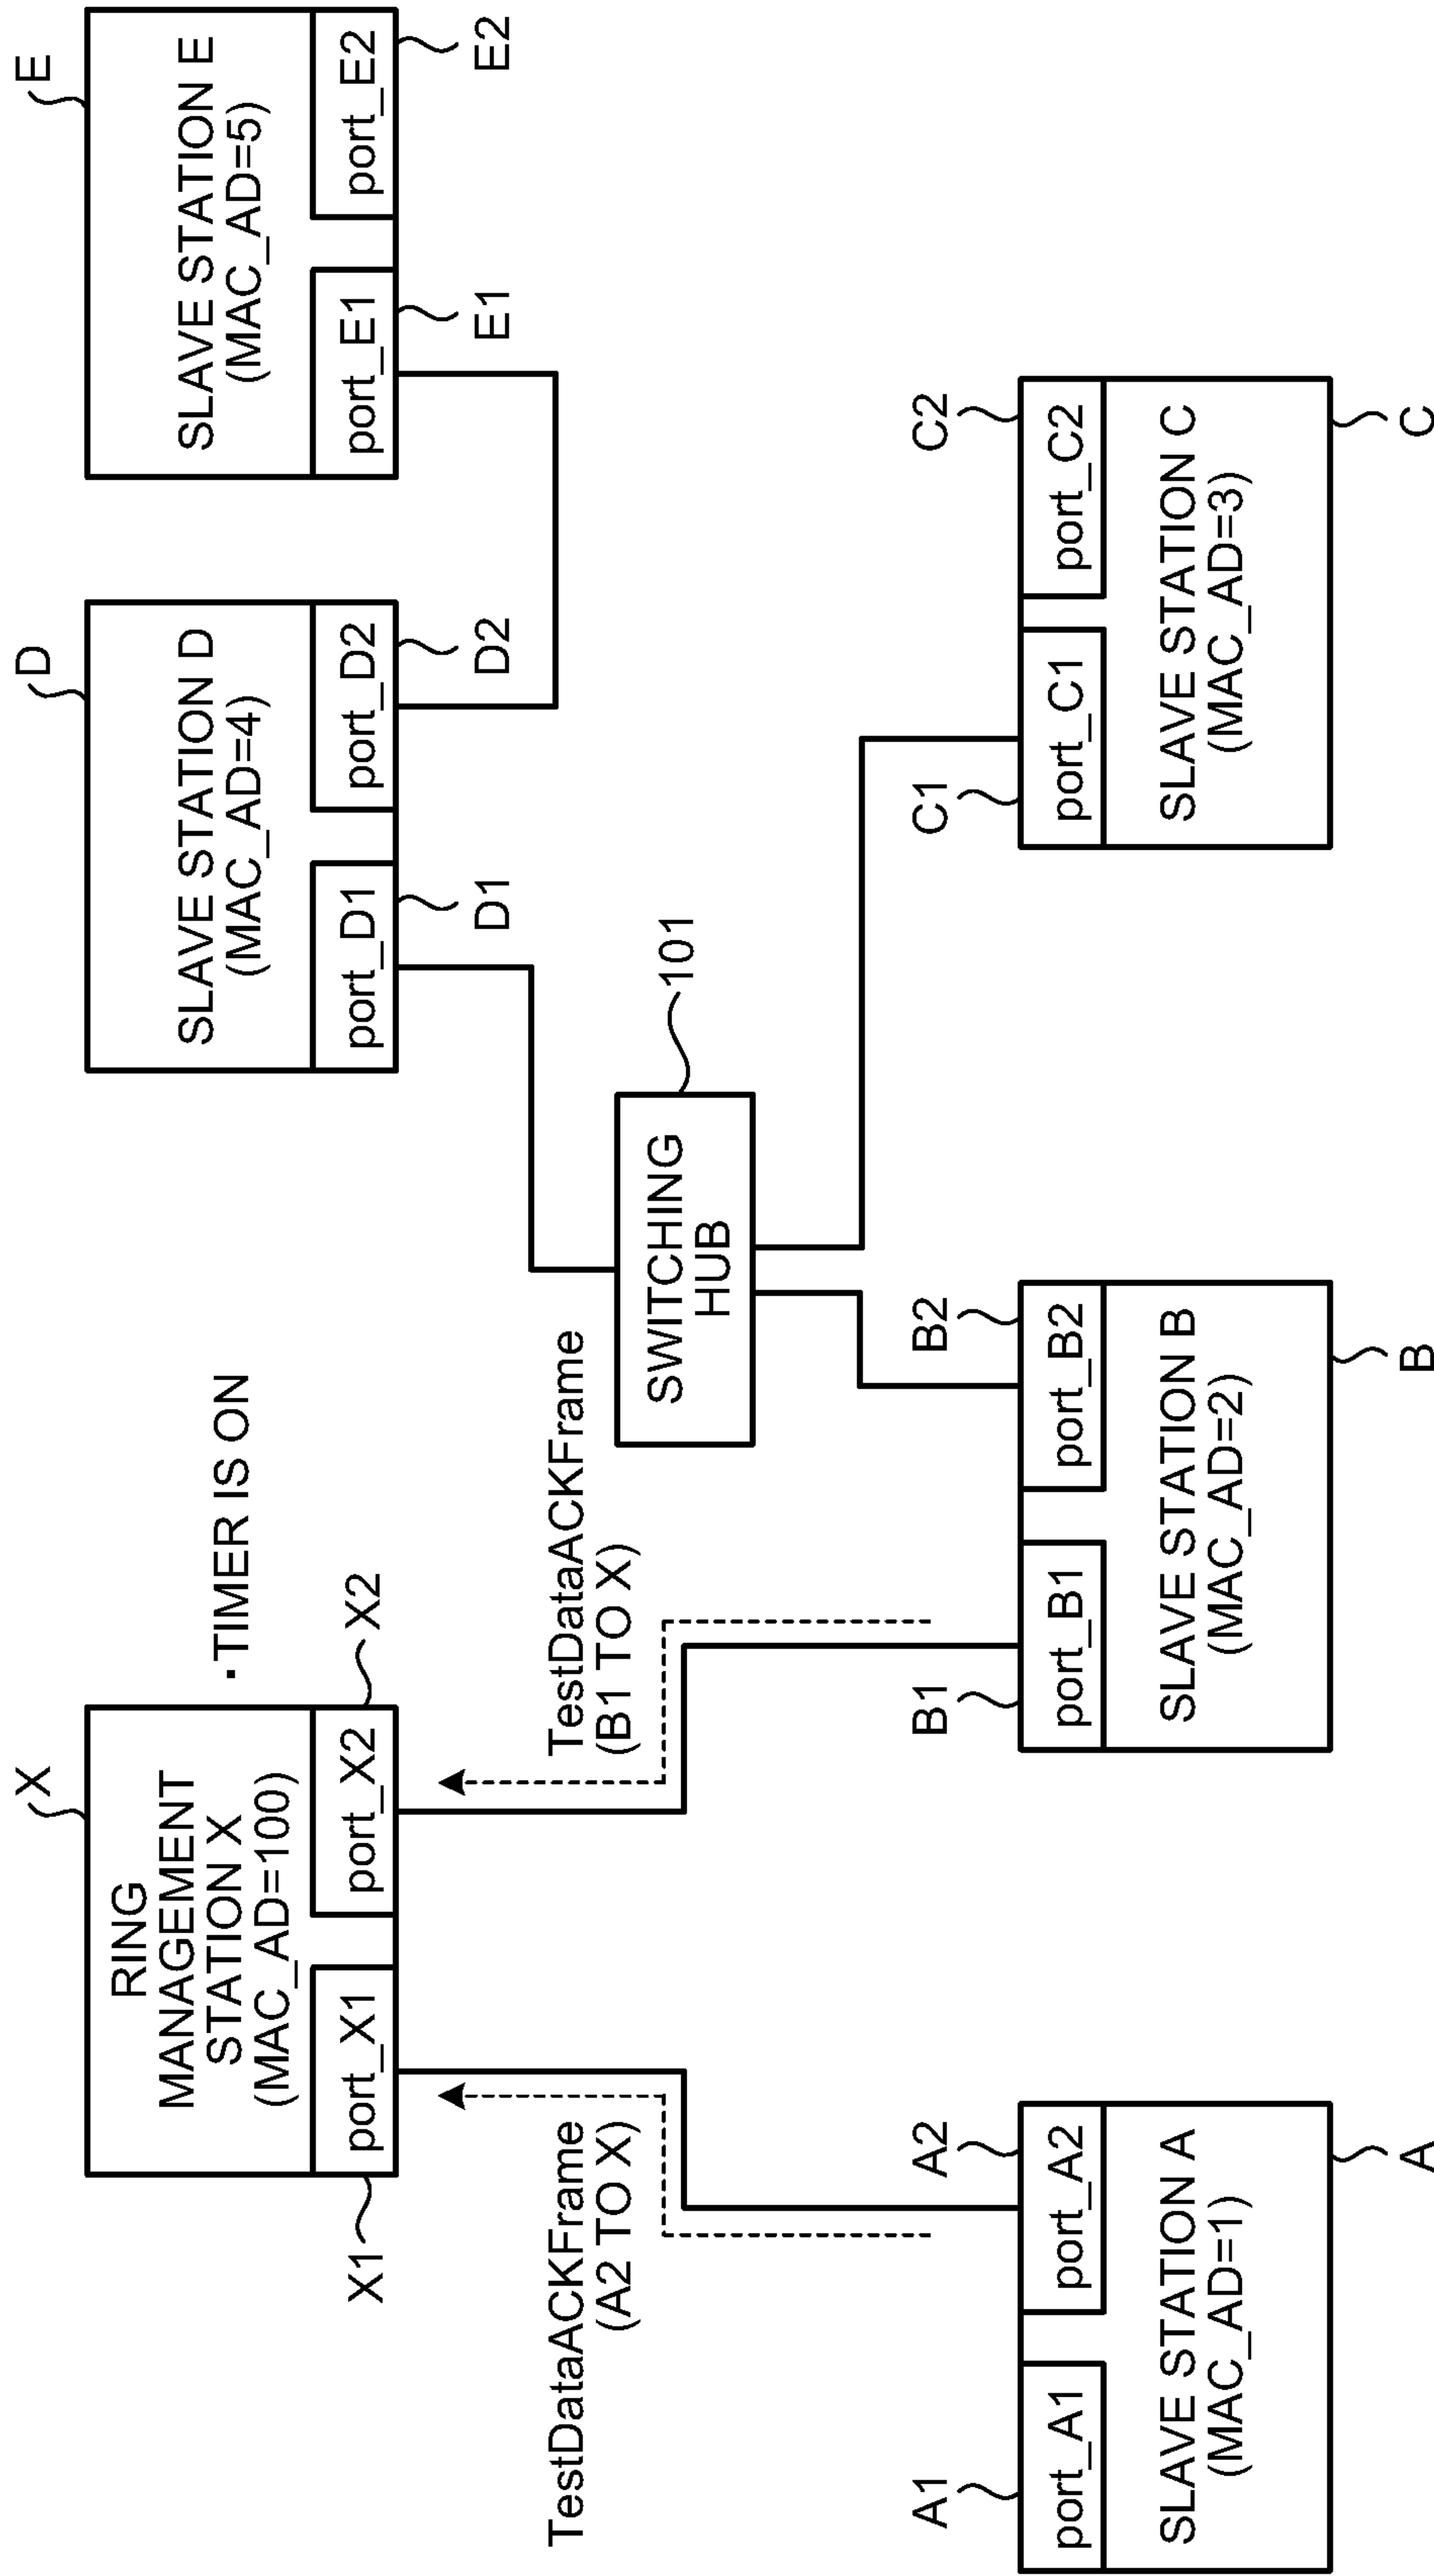 X
RING
MANAGEMENT
STATION X
(MAC_AD=100)
port_X1
port_X2
X1
X2
・TIMER IS ON
D
SLAVE STATION D
(MAC_AD=4)
port_D1
port_D2
D1
D2
E
SLAVE STATION E
(MAC_AD=5)
port_E1
port_E2
E1
E2
TestDataACKFrame
(A2 TO X)
TestDataACKFrame
(B1 TO X)
SWITCHING
HUB
101
A1
A2
port_A1
port_A2
SLAVE STATION A
(MAC_AD=1)
A
B1
B2
port_B1
port_B2
SLAVE STATION B
(MAC_AD=2)
B
C1
C2
port_C1
port_C2
SLAVE STATION C
(MAC_AD=3)
C